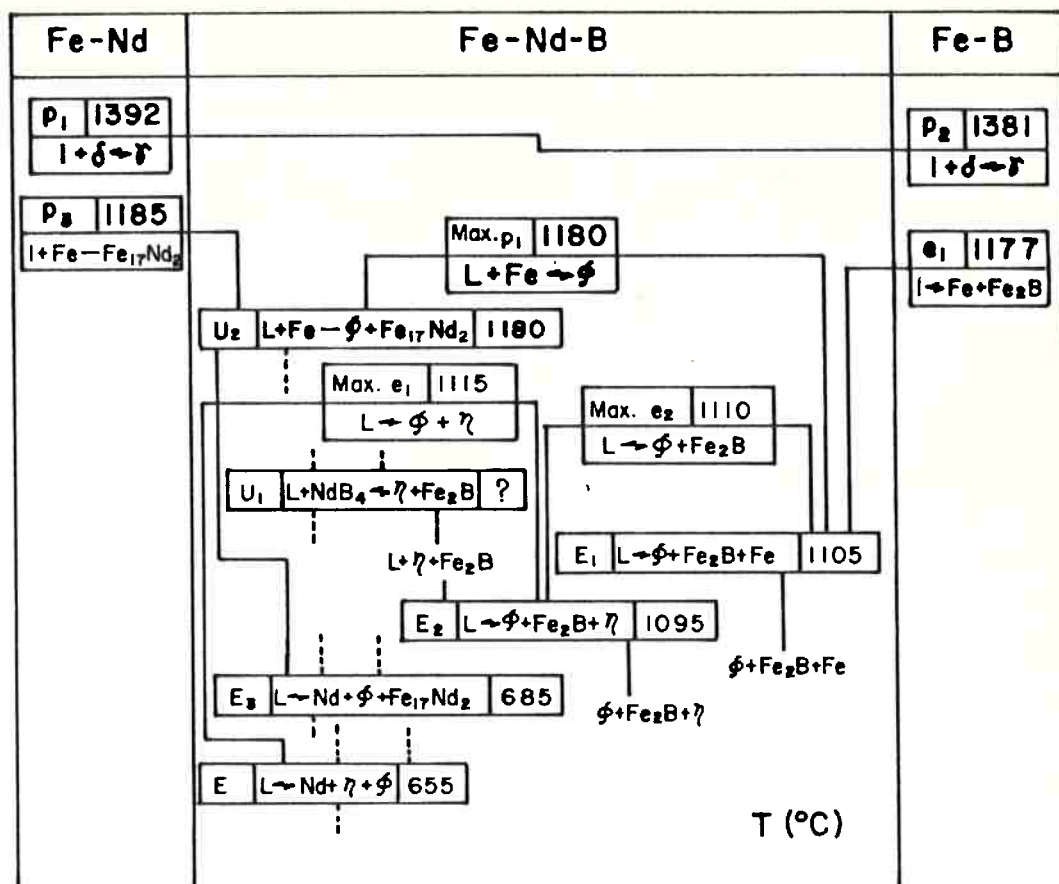 Fe-Nd
Fe-Nd-B
Fe-B
p₁ 1392
l+δ→γ
p₂ 1381
l+δ→γ
p₃ 1185
l+Fe—Fe₁₇Nd₂
Max. p₁ 1180
L+Fe→ϕ
e₁ 1177
l→Fe+Fe₂B
U₂ L+Fe—ϕ+Fe₁₇Nd₂ 1180
Max. e₁ 1115
L→ϕ+η
Max. e₂ 1110
L→ϕ+Fe₂B
U₁ L+NdB₄→η+Fe₂B ?
L+η+Fe₂B
E₁ L→ϕ+Fe₂B+Fe 1105
E₂ L→ϕ+Fe₂B+η 1095
ϕ+Fe₂B+Fe
E₃ L→Nd+ϕ+Fe₁₇Nd₂ 685
ϕ+Fe₂B+η
E L→Nd+η+ϕ 655
T (°C)